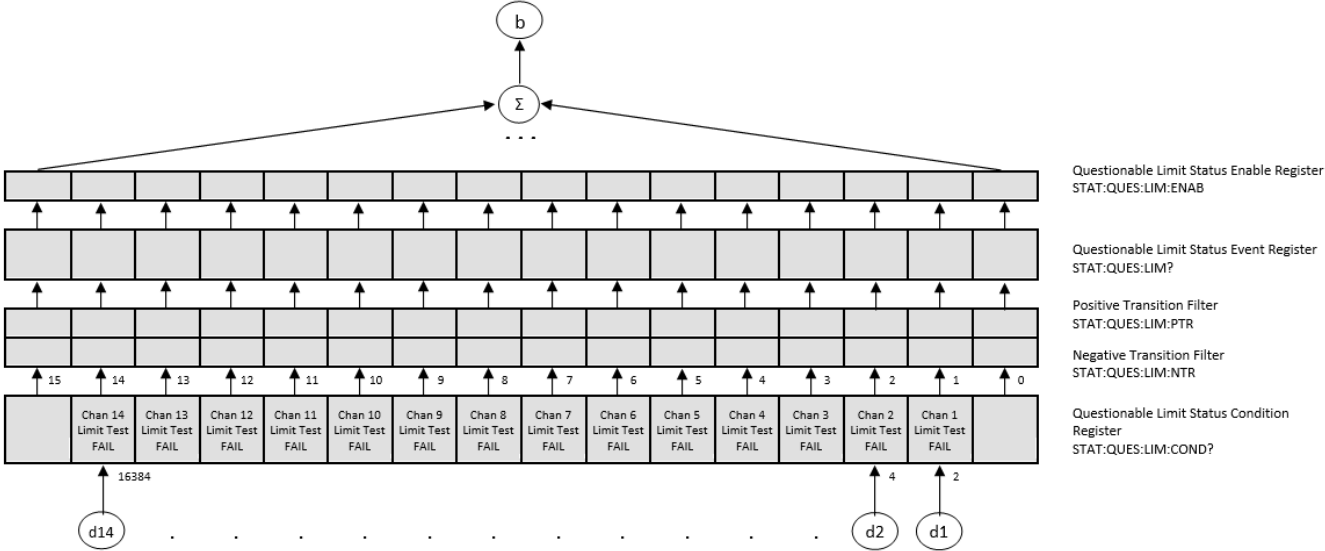 b
Σ
...
Questionable Limit Status Enable Register
STAT:QUES:LIM:ENAB
Questionable Limit Status Event Register
STAT:QUES:LIM?
Positive Transition Filter
STAT:QUES:LIM:PTR
Negative Transition Filter
STAT:QUES:LIM:NTR
15 14 13 12 11 10 9 8 7 6 5 4 3 2 1 0
Chan 14 Chan 13 Chan 12 Chan 11 Chan 10 Chan 9 Chan 8 Chan 7 Chan 6 Chan 5 Chan 4 Chan 3 Chan 2 Chan 1
Limit Test Limit Test Limit Test Limit Test Limit Test Limit Test Limit Test Limit Test Limit Test Limit Test Limit Test Limit Test Limit Test Limit Test
FAIL FAIL FAIL FAIL FAIL FAIL FAIL FAIL FAIL FAIL FAIL FAIL FAIL FAIL
Questionable Limit Status Condition
Register
STAT:QUES:LIM:COND?
16384 4 2
d14 . . . . . . . . . . . d2 d1